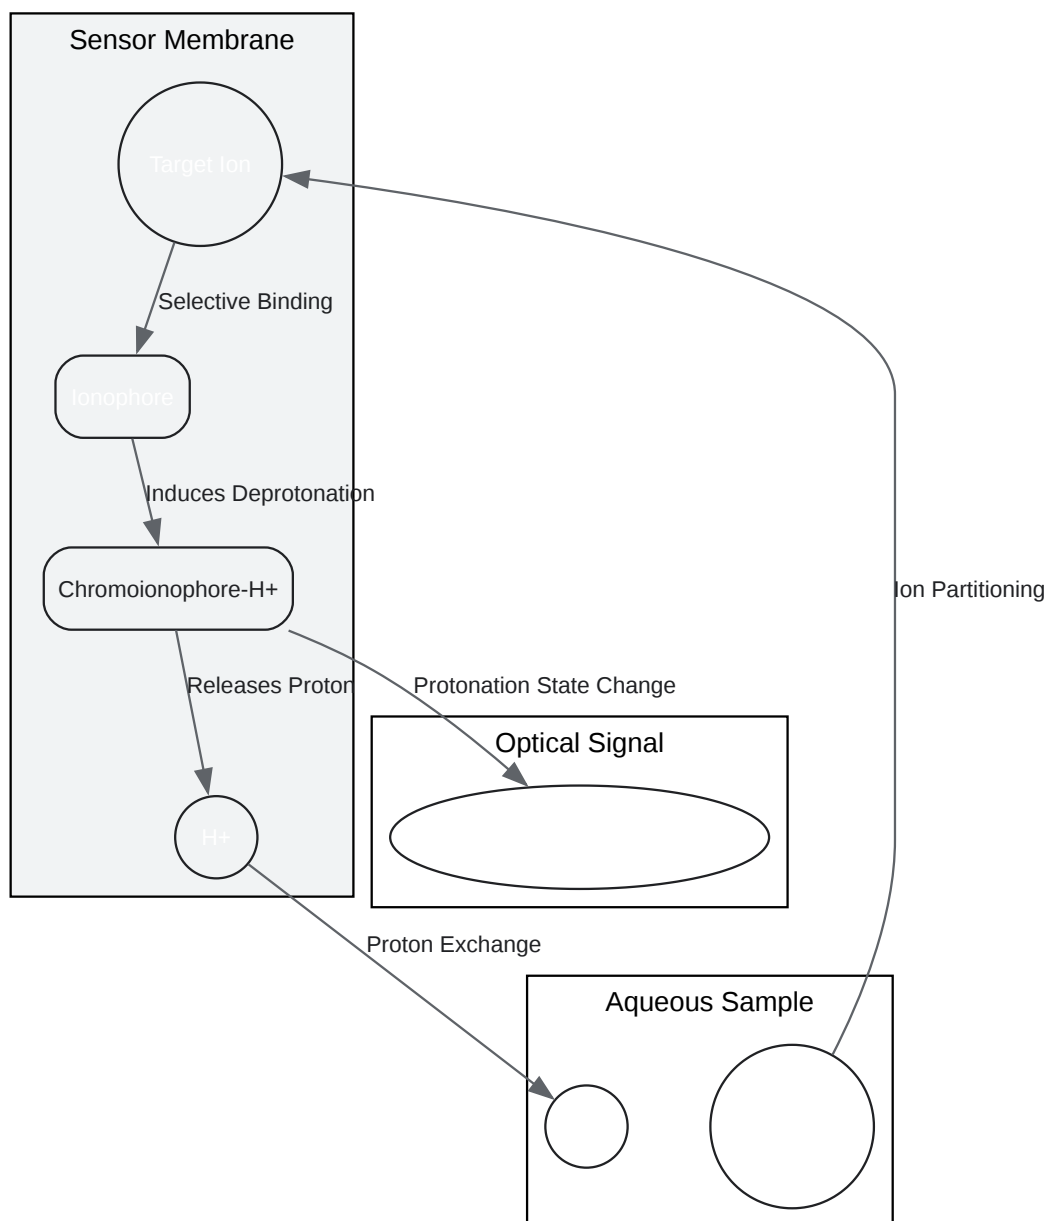 Sensor Membrane
Target Ion
Selective Binding
Ionophore
Induces Deprotonation
Chromoionophore-H+
Ion Partitioning
Releases Proton
Protonation State Change
Optical Signal
H+
Proton Exchange
Aqueous Sample